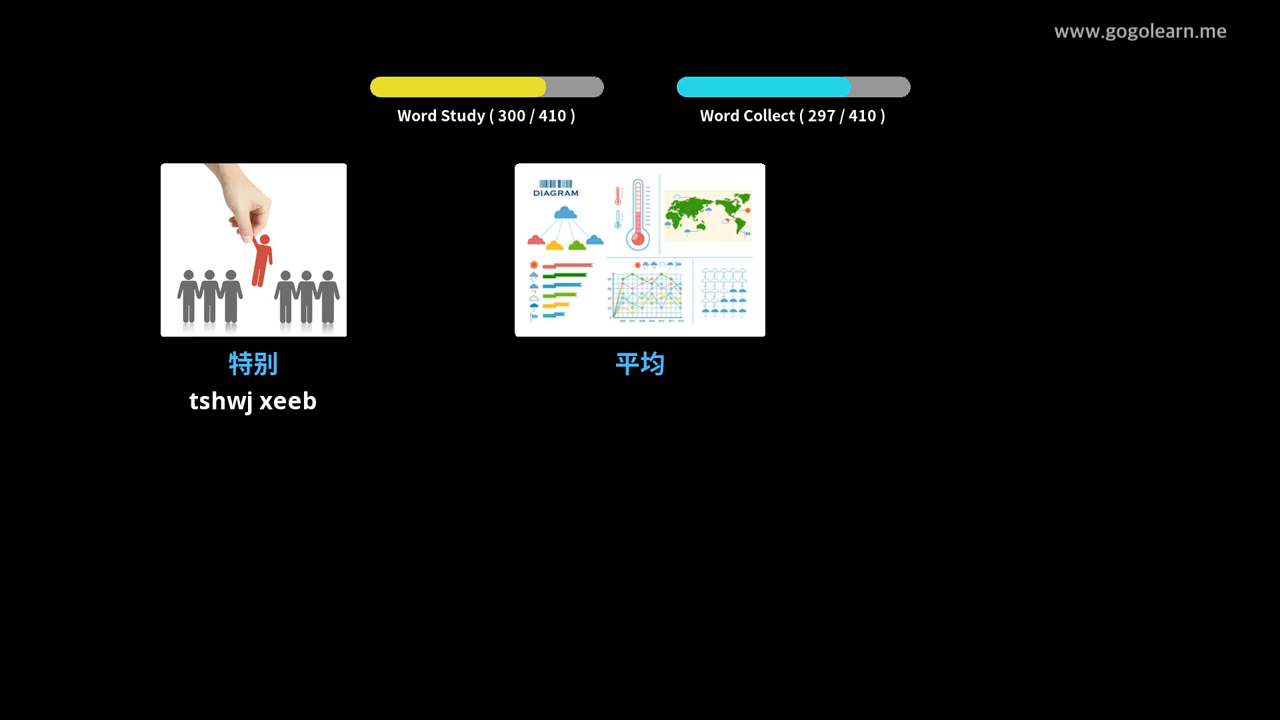 www.gogolearn.me
Word Study ( 300 / 410 )
Word Collect ( 297 / 410 )
DIAGRAM
特别
平均
tshwj xeeb